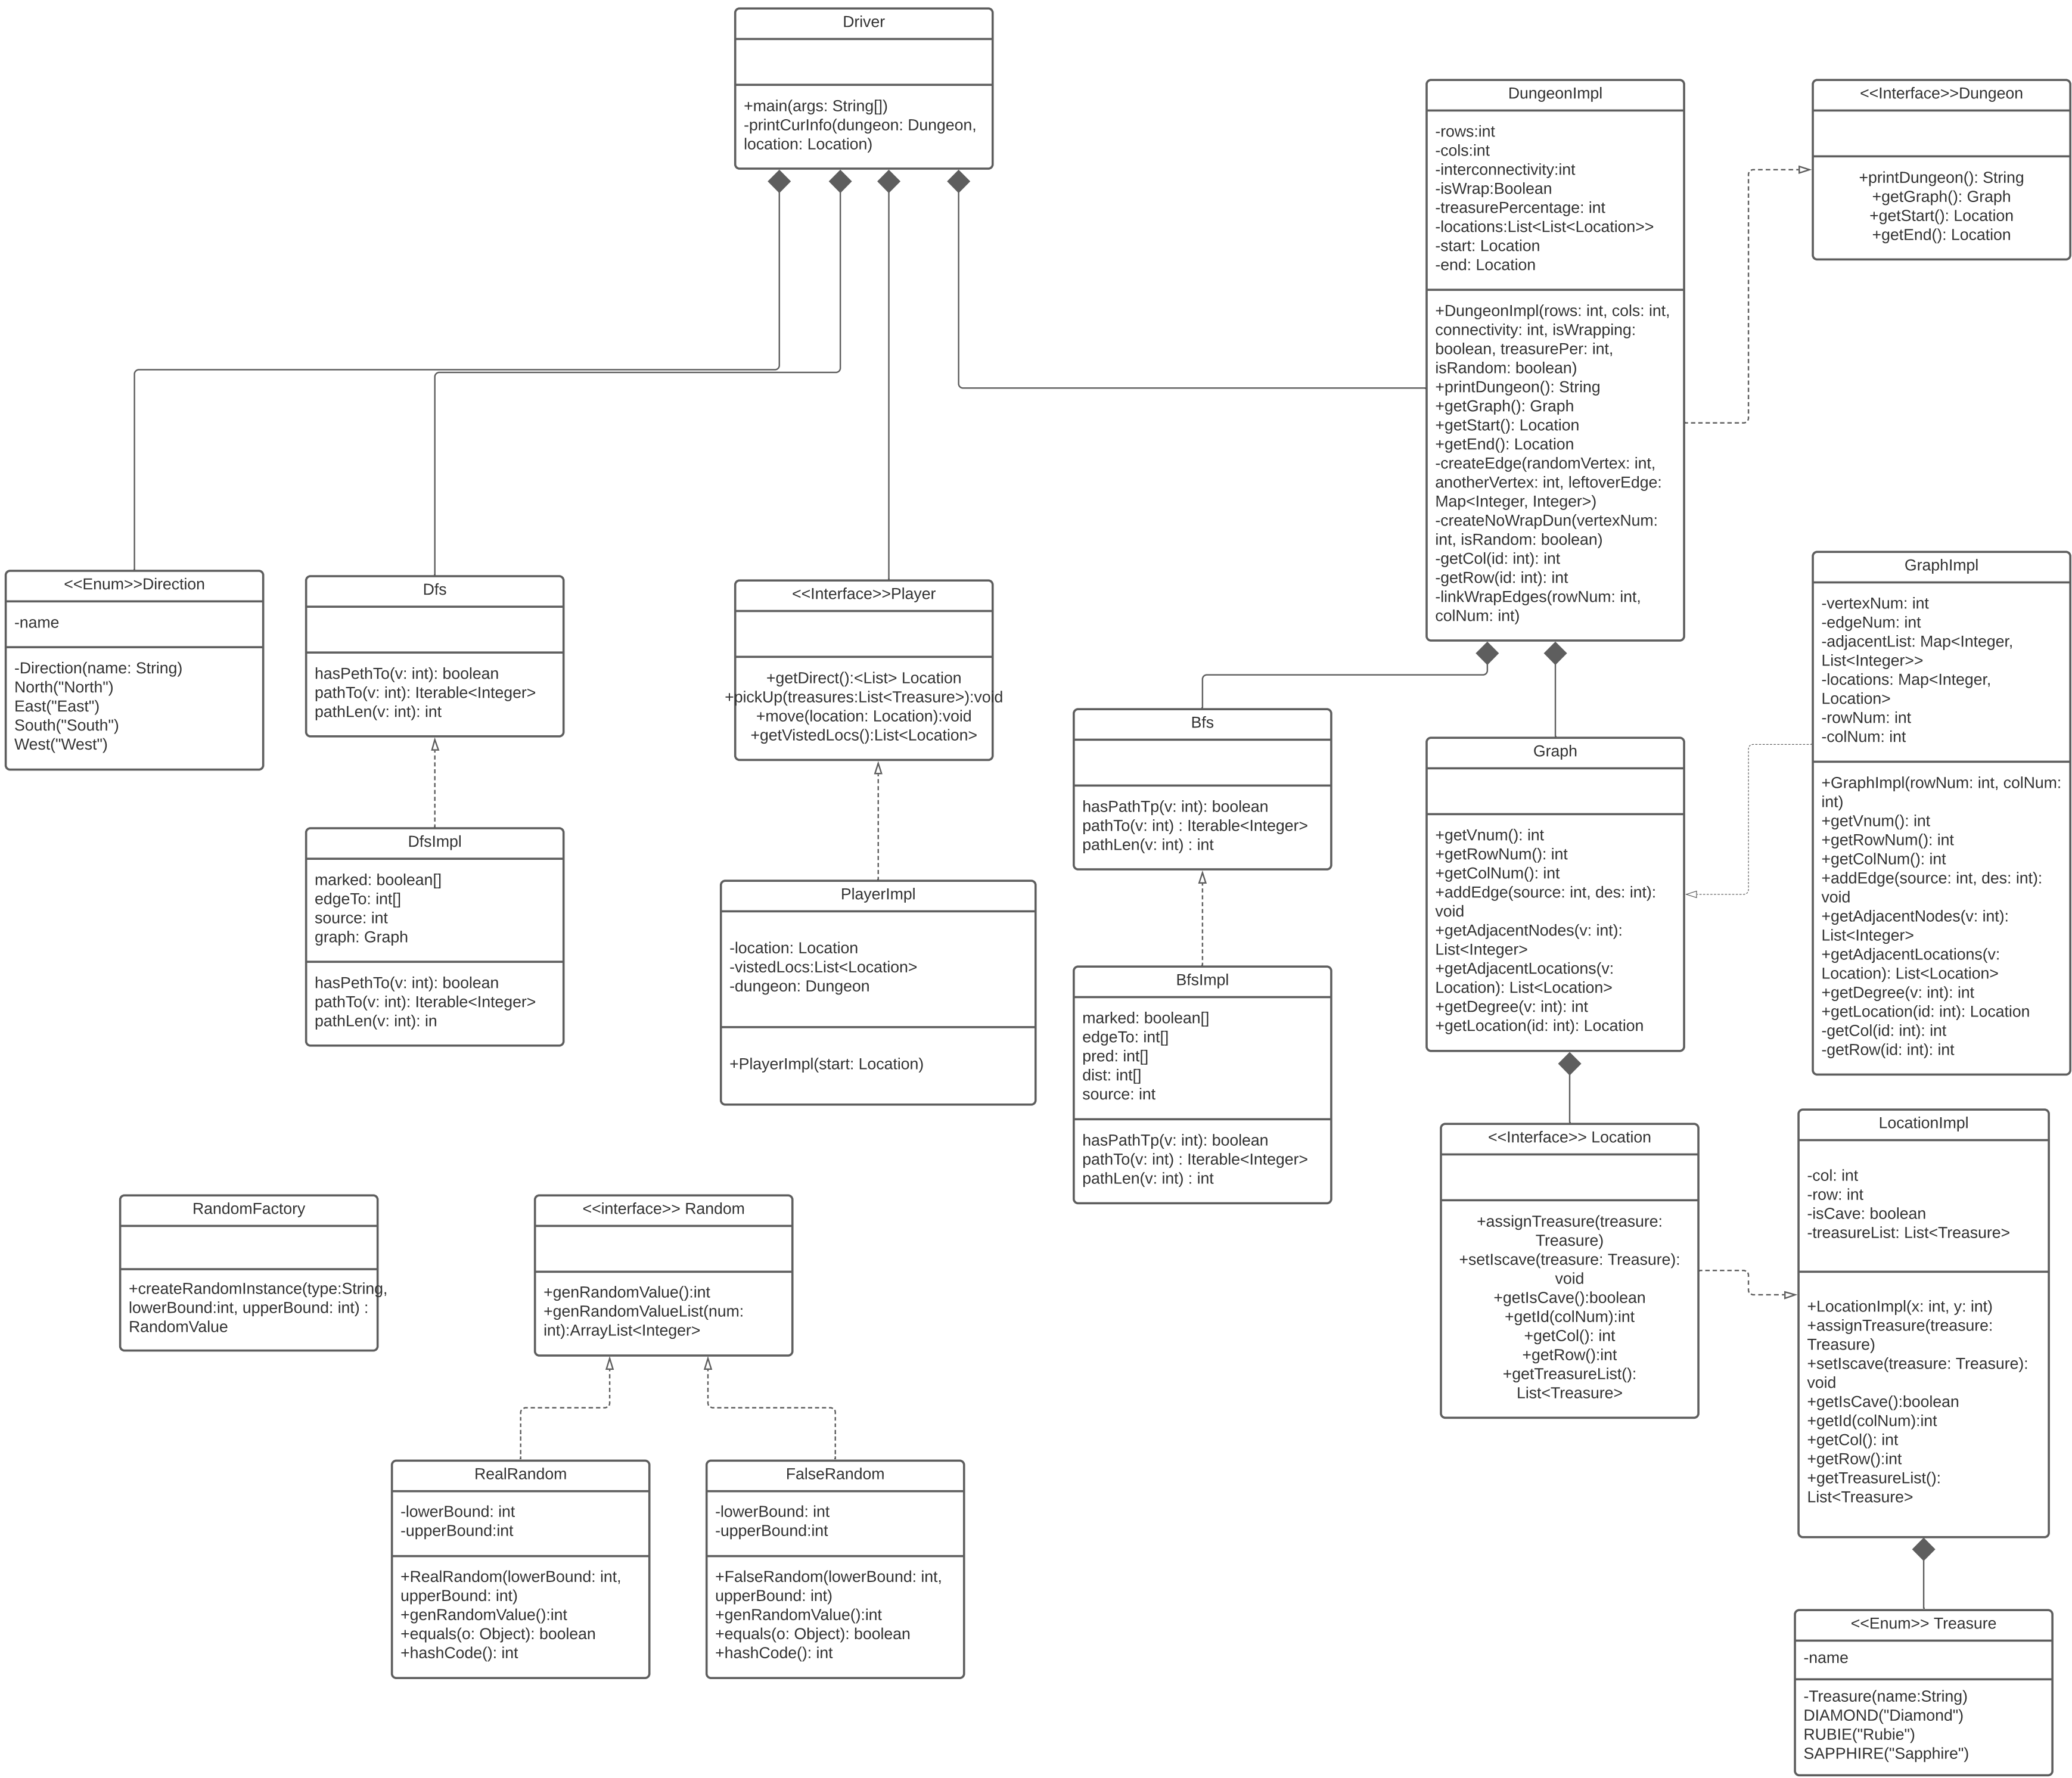 Driver
+main(args: String[])
-printCurInfo(dungeon: Dungeon,
location: Location)
DungeonImpl
-rows:int
-cols:int
-interconnectivity:int
-isWrap:Boolean
-treasurePercentage: int
-locations:List<List<Location>>
-start: Location
-end: Location
+DungeonImpl(rows: int, cols: int,
connectivity: int, isWrapping:
boolean, treasurePer: int,
isRandom: boolean)
+printDungeon(): String
+getGraph(): Graph
+getStart(): Location
+getEnd(): Location
-createEdge(randomVertex: int,
anotherVertex: int, leftoverEdge:
Map<Integer, Integer>)
-createNoWrapDun(vertexNum:
int, isRandom: boolean)
-getCol(id: int): int
-getRow(id: int): int
-linkWrapEdges(rowNum: int,
colNum: int)
<<Interface>>Dungeon
+printDungeon(): String
+getGraph(): Graph
+getStart(): Location
+getEnd(): Location
<<Enum>>Direction
-name
-Direction(name: String)
North("North")
East("East")
South("South")
West("West")
Dfs
hasPethTo(v: int): boolean
pathTo(v: int): Iterable<Integer>
pathLen(v: int): int
<<Interface>>Player
+getDirect():<List> Location
+pickUp(treasures:List<Treasure>):void
+move(location: Location):void
+getVistedLocs():List<Location>
Bfs
hasPathTp(v: int): boolean
pathTo(v: int) : Iterable<Integer>
pathLen(v: int) : int
Graph
+getVnum(): int
+getRowNum(): int
+getColNum(): int
+addEdge(source: int, des: int):
void
+getAdjacentNodes(v: int):
List<Integer>
+getAdjacentLocations(v:
Location): List<Location>
+getDegree(v: int): int
+getLocation(id: int): Location
GraphImpl
-vertexNum: int
-edgeNum: int
-adjacentList: Map<Integer,
List<Integer>>
-locations: Map<Integer,
Location>
-rowNum: int
-colNum: int
+GraphImpl(rowNum: int, colNum:
int)
+getVnum(): int
+getRowNum(): int
+getColNum(): int
+addEdge(source: int, des: int):
void
+getAdjacentNodes(v: int):
List<Integer>
+getAdjacentLocations(v:
Location): List<Location>
+getDegree(v: int): int
+getLocation(id: int): Location
-getCol(id: int): int
-getRow(id: int): int
DfsImpl
marked: boolean[]
edgeTo: int[]
source: int
graph: Graph
hasPethTo(v: int): boolean
pathTo(v: int): Iterable<Integer>
pathLen(v: int): in
PlayerImpl
-location: Location
-vistedLocs:List<Location>
-dungeon: Dungeon
+PlayerImpl(start: Location)
BfsImpl
marked: boolean[]
edgeTo: int[]
pred: int[]
dist: int[]
source: int
hasPathTp(v: int): boolean
pathTo(v: int) : Iterable<Integer>
pathLen(v: int) : int
<<Interface>> Location
+assignTreasure(treasure:
Treasure)
+setIscave(treasure: Treasure):
void
+getIsCave():boolean
+getId(colNum):int
+getCol(): int
+getRow():int
+getTreasureList():
List<Treasure>
LocationImpl
-col: int
-row: int
-isCave: boolean
-treasureList: List<Treasure>
+LocationImpl(x: int, y: int)
+assignTreasure(treasure:
Treasure)
+setIscave(treasure: Treasure):
void
+getIsCave():boolean
+getId(colNum):int
+getCol(): int
+getRow():int
+getTreasureList():
List<Treasure>
RandomFactory
+createRandomInstance(type:String,
lowerBound:int, upperBound: int) :
RandomValue
<<interface>> Random
+genRandomValue():int
+genRandomValueList(num:
int):ArrayList<Integer>
RealRandom
-lowerBound: int
-upperBound:int
+RealRandom(lowerBound: int,
upperBound: int)
+genRandomValue():int
+equals(o: Object): boolean
+hashCode(): int
FalseRandom
-lowerBound: int
-upperBound:int
+FalseRandom(lowerBound: int,
upperBound: int)
+genRandomValue():int
+equals(o: Object): boolean
+hashCode(): int
<<Enum>> Treasure
-name
-Treasure(name:String)
DIAMOND("Diamond")
RUBIE("Rubie")
SAPPHIRE("Sapphire")